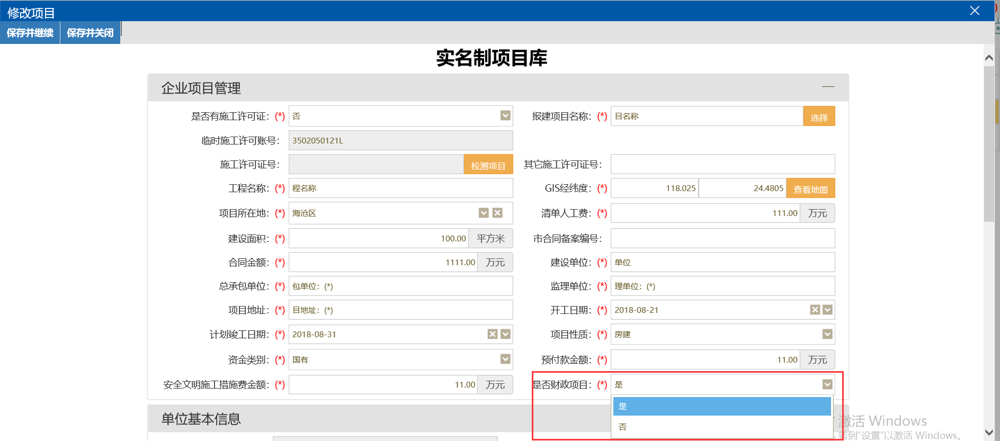 修改项目
保存并继续 保存并关闭
实名制项目库
企业项目管理
是否有施工许可证：(*) 否 报建项目名称：(*) 目名称 选择
临时施工许可账号： 3502050121L
施工许可证号： 检测项目 其它施工许可证号：
工程名称：(*) 程名称 GIS经纬度：(*) 118.025 24.4805 查看地图
项目所在地：(*) 海沧区 清单人工费：(*) 111.00 万元
建设面积：(*) 100.00 平方米 市合同备案编号：
合同金额：(*) 1111.00 万元 建设单位：(*) 单位
总承包单位：(*) 包单位：(*) 监理单位：(*) 理单位：(*)
项目地址：(*) 目地址：(*) 开工日期：(*) 2018-08-21
计划竣工日期：(*) 2018-08-31 项目性质：(*) 房建
资金类别：(*) 国有 预付款金额：(*) 11.00 万元
安全文明施工措施费金额：(*) 11.00 万元 是否财政项目：(*) 是
是
否
单位基本信息
激活 Windows
转到"设置"以激活 Windows。